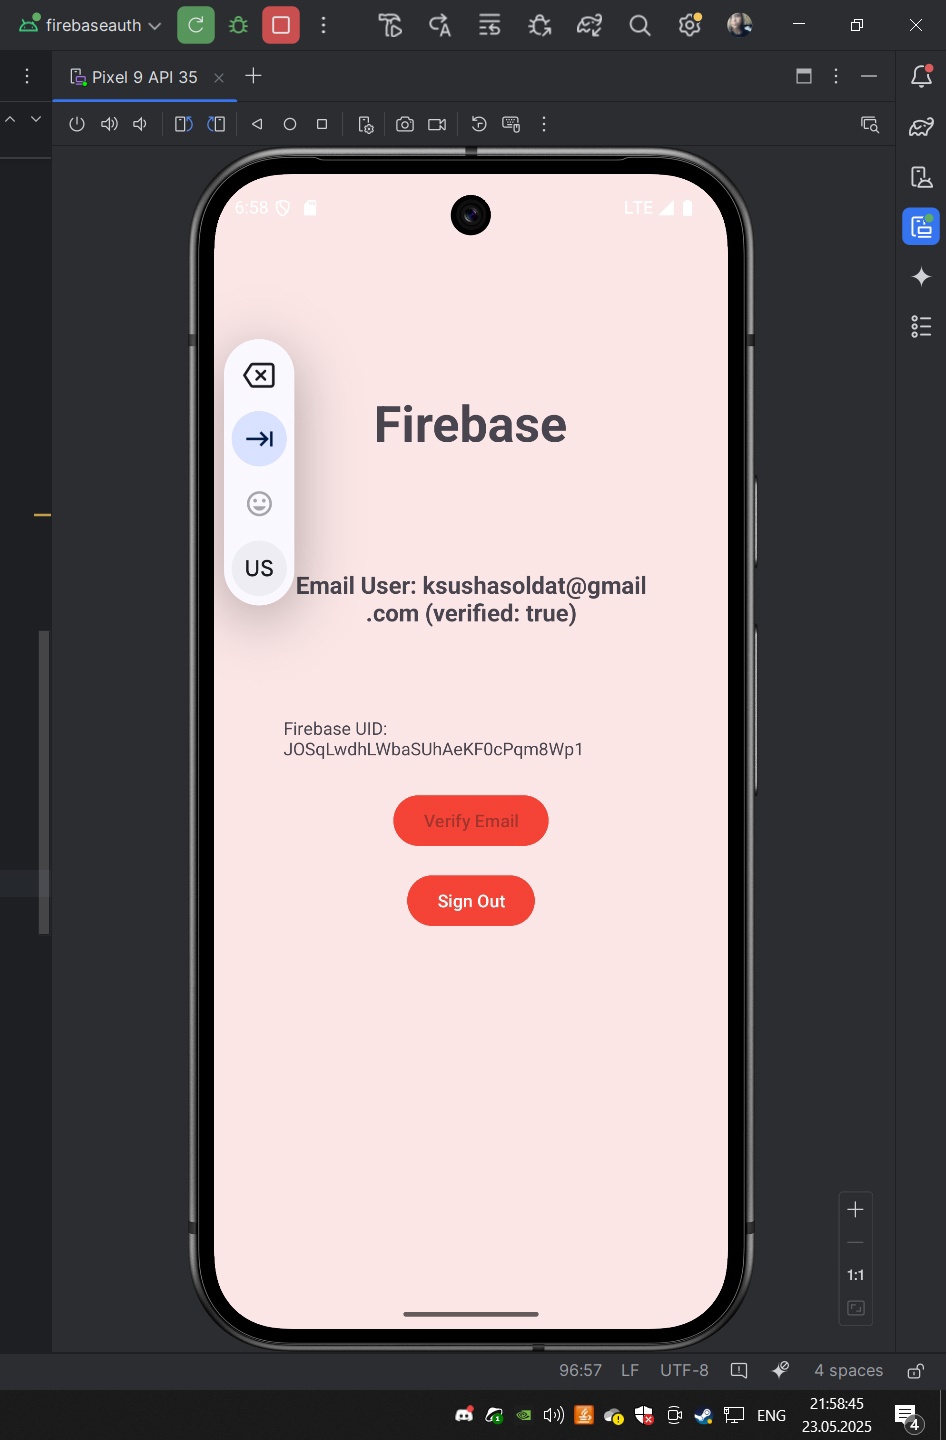 firebaseauth
Pixel 9 API 35
6:58
LTE
Firebase
US
Email User: ksushasoldat@gmail
.com (verified: true)
Firebase UID:
JOSqLwdhLWbaSUhAeKF0cPqm8Wp1
Verify Email
Sign Out
1:1
96:57 LF UTF-8 4 spaces
ENG
21:58:45
23.05.2025
4